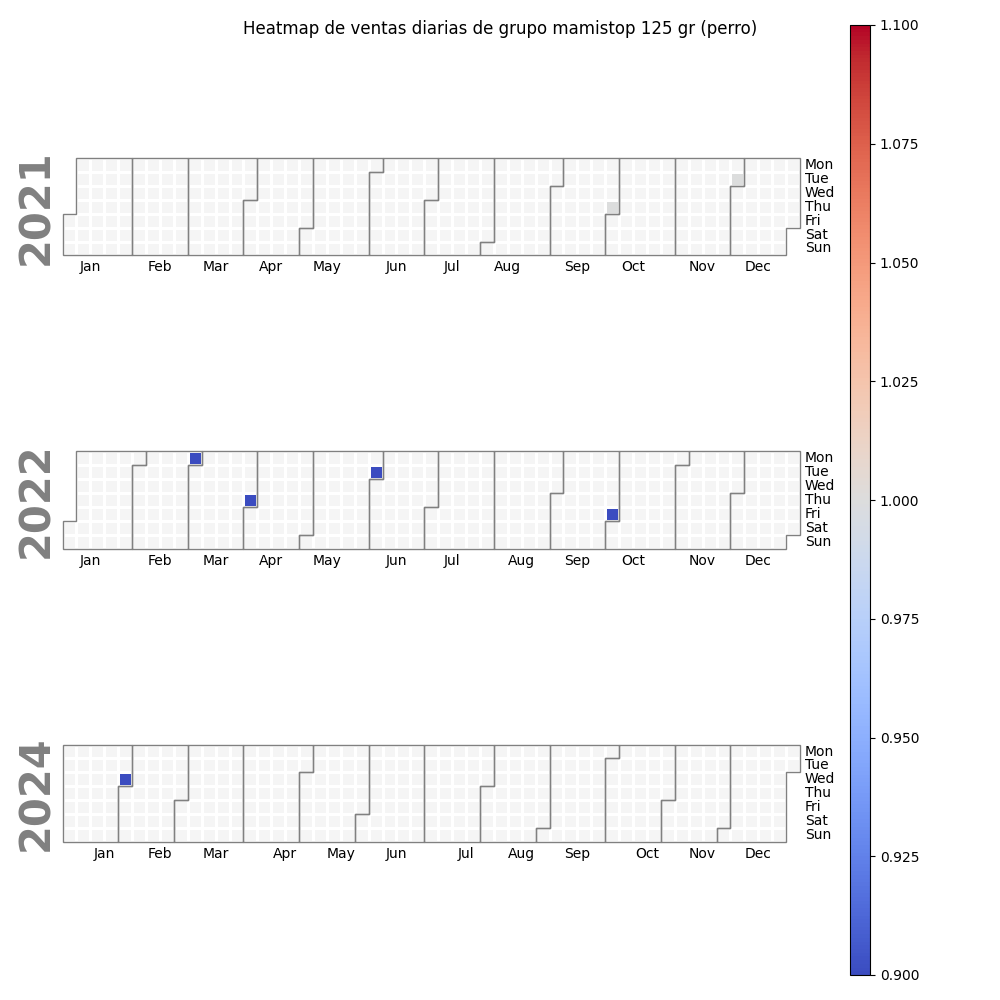 Heatmap de ventas diarias de grupo mamistop 125 gr (perro)
2021
Mon
Tue
Wed
Thu
Fri
Sat
Sun
Jan Feb Mar Apr May Jun Jul Aug Sep Oct Nov Dec
2022
Mon
Tue
Wed
Thu
Fri
Sat
Sun
Jan Feb Mar Apr May Jun Jul Aug Sep Oct Nov Dec
2024
Mon
Tue
Wed
Thu
Fri
Sat
Sun
Jan Feb Mar Apr May Jun Jul Aug Sep Oct Nov Dec
1.100
1.075
1.050
1.025
1.000
0.975
0.950
0.925
0.900